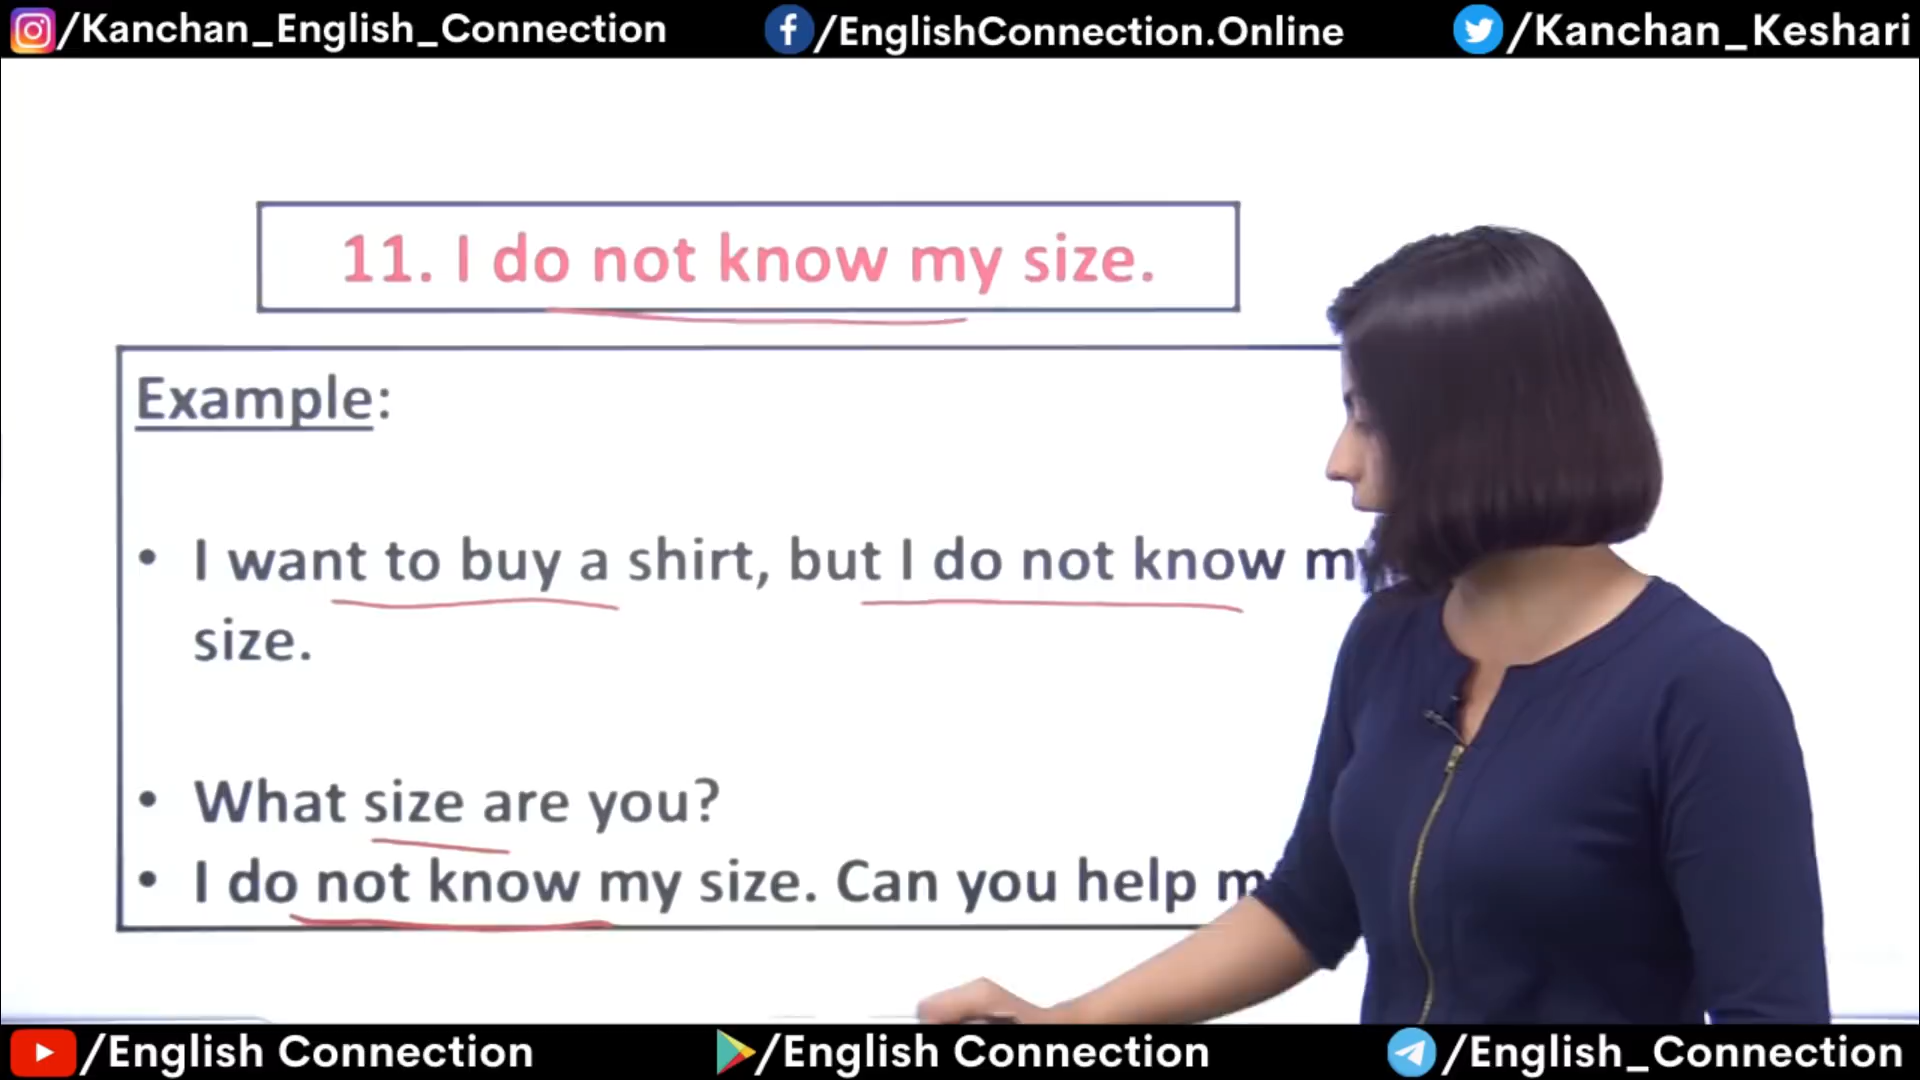 /Kanchan_English_Connection /EnglishConnection.Online /Kanchan_Keshari
11. I do not know my size.
Example:
• I want to buy a shirt, but I do not know my
size.
• What size are you?
• I do not know my size. Can you help
/English Connection /English Connection /English_Connection